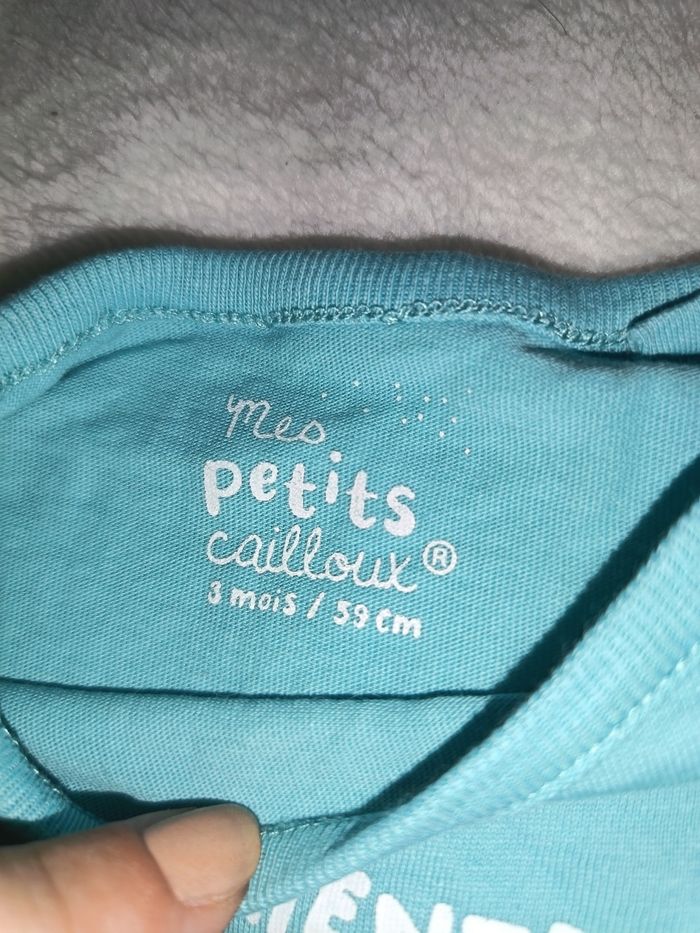 mes
petits
cailloux®
3 mois / 59 cm